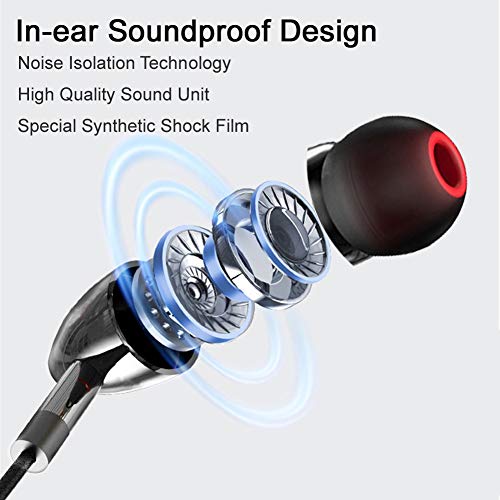 In-ear Soundproof Design
Noise Isolation Technology
High Quality Sound Unit
Special Synthetic Shock Film